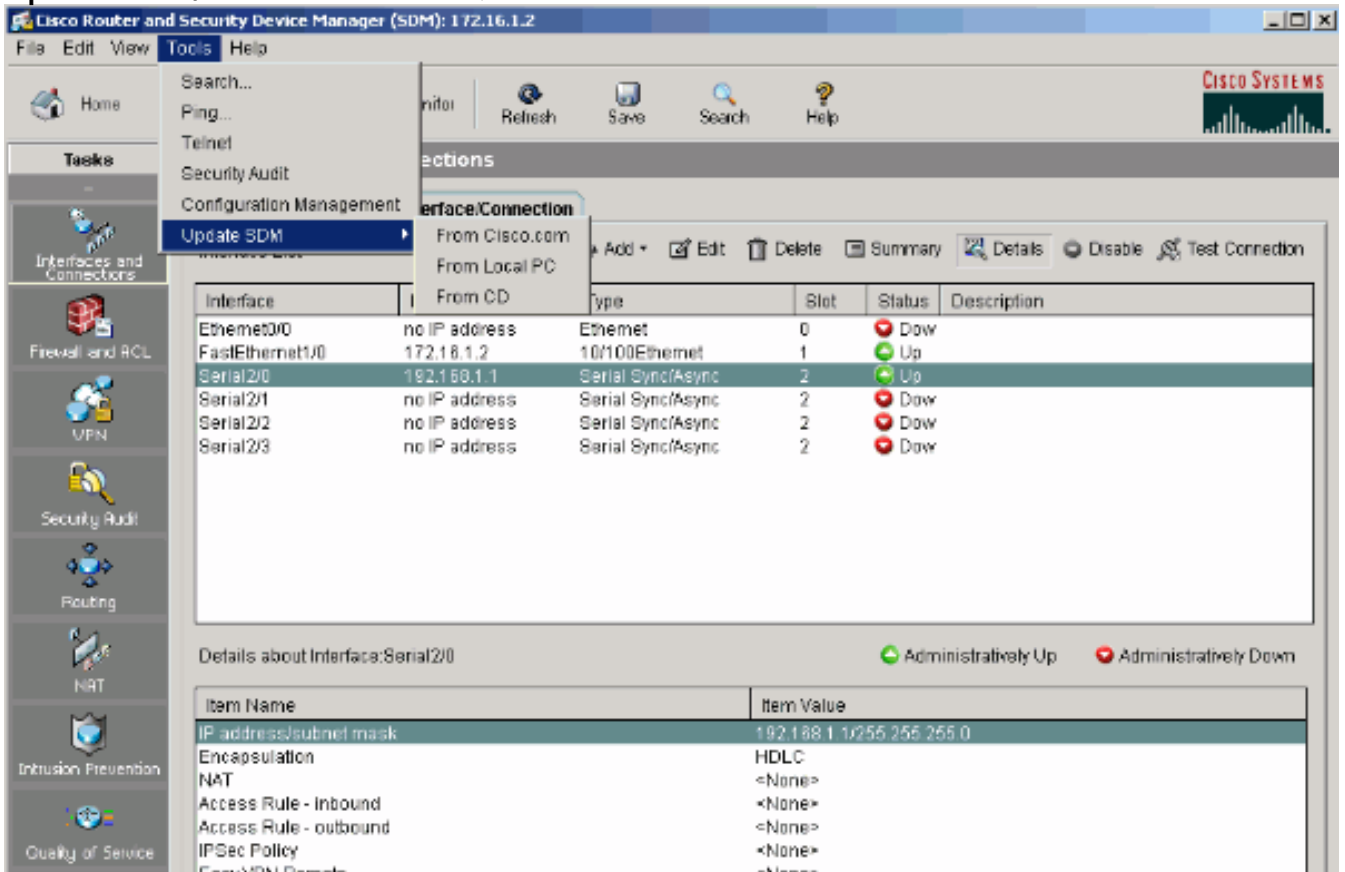 Cisco Router and Security Device Manager (SDM): 172.16.1.2
File Edit View Tools Help
Home
Refresh Save Search Help
CISCO SYSTEMS
Search...
Ping...
Telnet
Security Audit
Configuration Management
Update SDM
From Cisco.com
From Local PC
From CD
Tasks
Interfaces and Connections
Firewall and ACL
VPN
Security Audit
Routing
NAT
Intrusion Prevention
Quality of Service
erface/Connection
Add Edit Delete Summary Details Disable Test Connection
Interface Type Slot Status Description
Ethernet0/0 no IP address Ethernet 0 Dow
FastEthernet1/0 172.16.1.2 10/100Ethernet 1 Up
Serial2/0 192.168.1.1 Serial Sync/Async 2 Up
Serial2/1 no IP address Serial Sync/Async 2 Dow
Serial2/2 no IP address Serial Sync/Async 2 Dow
Serial2/3 no IP address Serial Sync/Async 2 Dow
Details about Interface:Serial2/0 Administratively Up Administratively Down
Item Name Item Value
IP address/subnet mask 192.168.1.1/255.255.255.0
Encapsulation HDLC
NAT <None>
Access Rule - inbound <None>
Access Rule - outbound <None>
IPSec Policy <None>